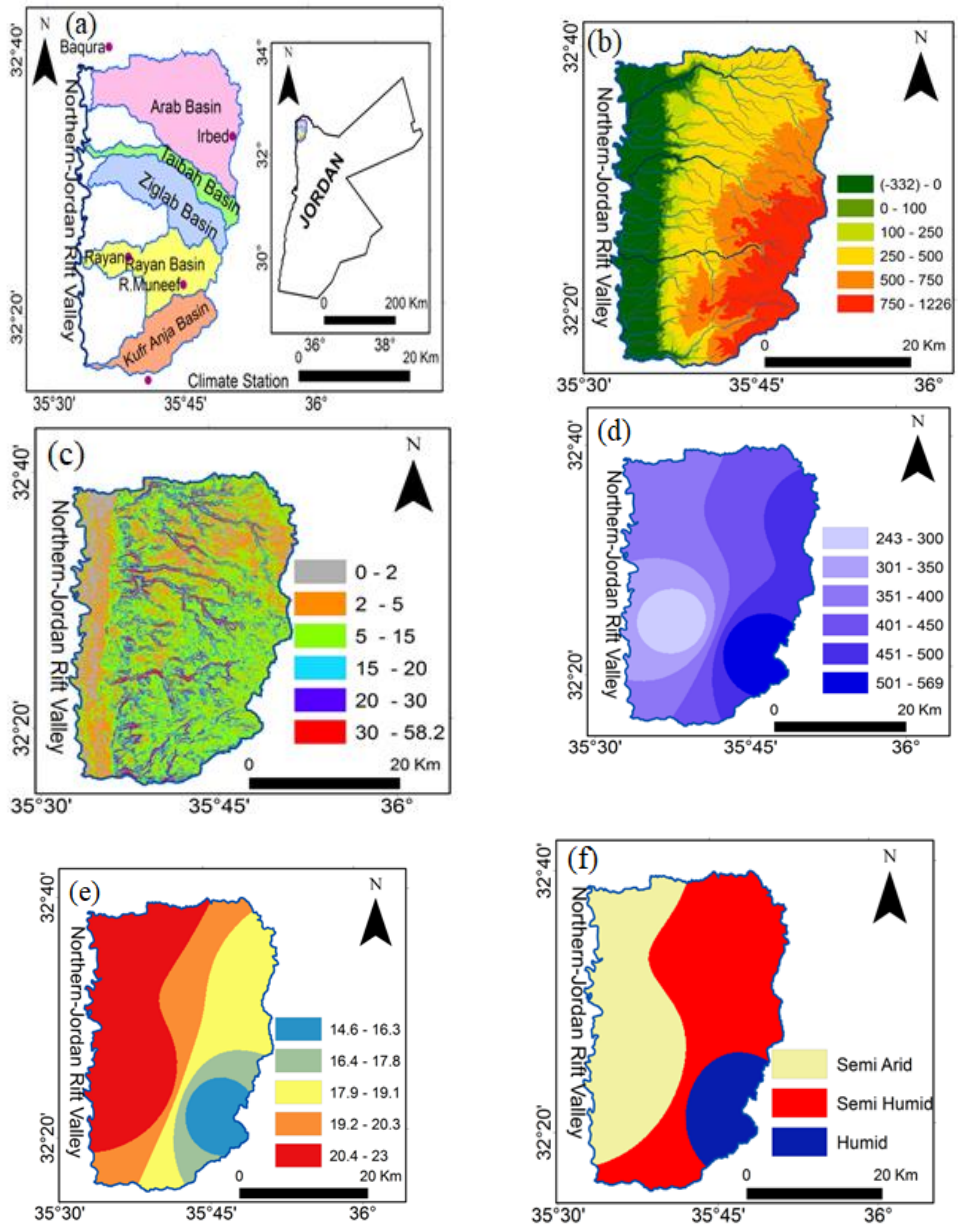 (a)
N
Baqura
32°40'
32°20'
Northern-Jordan Rift Valley
Arab Basin
Irbed
Taibah Basin
Ziglab Basin
Rayan
Rayan Basin
R.Muneef
Kufr Anja Basin
Climate Station
N
34°
32°
30°
JORDAN
0 200 Km
36° 38°
0 20 Km
35°30' 35°45' 36°
(b)
N
32°40'
32°20'
Northern-Jordan Rift Valley
(-332) - 0
0 - 100
100 - 250
250 - 500
500 - 750
750 - 1226
0 20 Km
35°30' 35°45' 36°
(c)
N
32°40'
32°20'
Northern-Jordan Rift Valley
0 - 2
2 - 5
5 - 15
15 - 20
20 - 30
30 - 58.2
0 20 Km
35°30' 35°45' 36°
(d)
N
32°40'
32°20'
Northern-Jordan Rift Valley
243 - 300
301 - 350
351 - 400
401 - 450
451 - 500
501 - 569
0 20 Km
35°30' 35°45' 36°
(e)
N
32°40'
32°20'
Northern-Jordan Rift Valley
14.6 - 16.3
16.4 - 17.8
17.9 - 19.1
19.2 - 20.3
20.4 - 23
0 20 Km
35°30' 35°45' 36°
(f)
N
32°40'
32°20'
Northern-Jordan Rift Valley
Semi Arid
Semi Humid
Humid
0 20 Km
35°30' 35°45' 36°